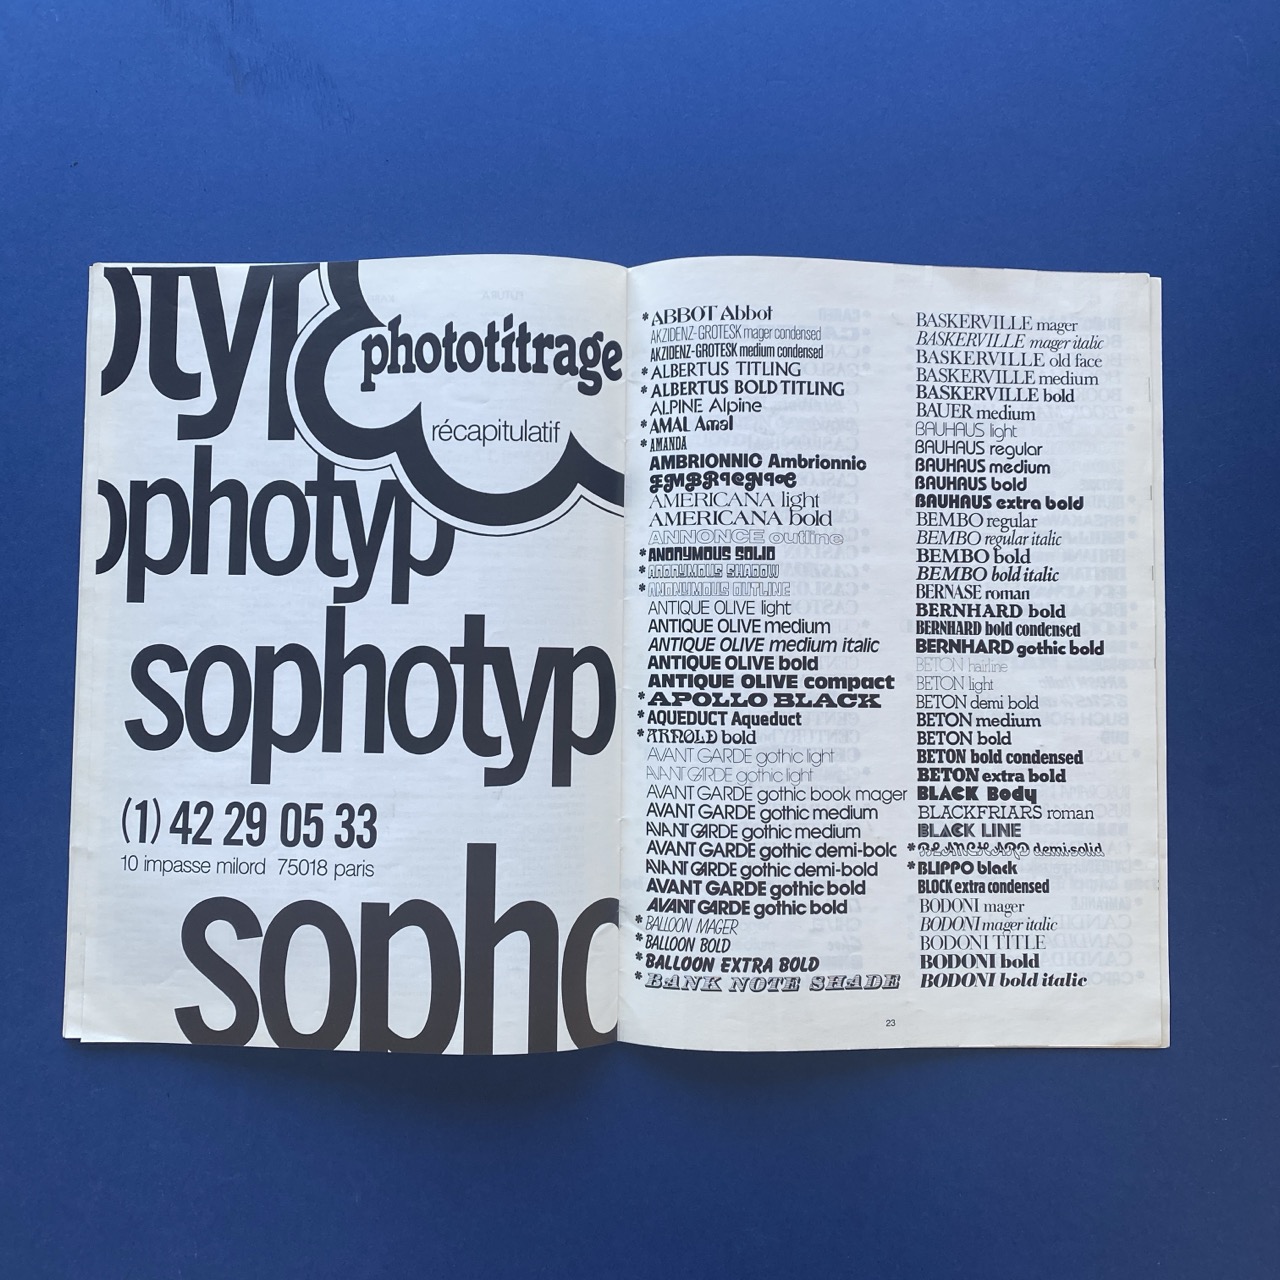 otyp
phototitrage
récapitulatif
ophotyp
sophotyp
(1) 42 29 05 33
10 impasse milord 75018 paris
sopho
* ABBOT Abbot
AKZIDENZ-GROTESK mager condensed
AKZIDENZ-GROTESK medium condensed
* ALBERTUS TITLING
* ALBERTUS BOLD TITLING
ALPINE Alpine
* AMAL Amal
* AMANDA
AMBRIONNIC Ambrionnic
AMERICANA light
AMERICANA bold
ANNONCE outline
* ANONYMOUS SOLID
* ANONYMOUS SHADOW
* ANONYMOUS OUTLINE
ANTIQUE OLIVE light
ANTIQUE OLIVE medium
ANTIQUE OLIVE medium italic
ANTIQUE OLIVE bold
ANTIQUE OLIVE compact
* APOLLO BLACK
* AQUEDUCT Aqueduct
* ARNOLD bold
AVANT GARDE gothic light
AVANT GARDE gothic light
AVANT GARDE gothic book mager
AVANT GARDE gothic medium
AVANT GARDE gothic medium
AVANT GARDE gothic demi-bolc
AVANT GARDE gothic demi-bold
AVANT GARDE gothic bold
AVANT GARDE gothic bold
* BALLOON MAGER
* BALLOON BOLD
* BALLOON EXTRA BOLD
* BANK NOTE SHADE
BASKERVILLE mager
BASKERVILLE mager italic
BASKERVILLE old face
BASKERVILLE medium
BASKERVILLE bold
BAUER medium
BAUHAUS light
BAUHAUS regular
BAUHAUS medium
BAUHAUS bold
BAUHAUS extra bold
BEMBO regular
BEMBO regular italic
BEMBO bold
BEMBO bold italic
BERNASE roman
BERNHARD bold
BERNHARD bold condensed
BERNHARD gothic bold
BETON hairline
BETON light
BETON demi bold
BETON medium
BETON bold
BETON bold condensed
BETON extra bold
BLACK Body
BLACKFRIARS roman
BLACK LINE
* BLANCHARD demi-solid
* BLIPPO black
BLOCK extra condensed
BODONI mager
BODONI mager italic
BODONI TITLE
BODONI bold
BODONI bold italic
23